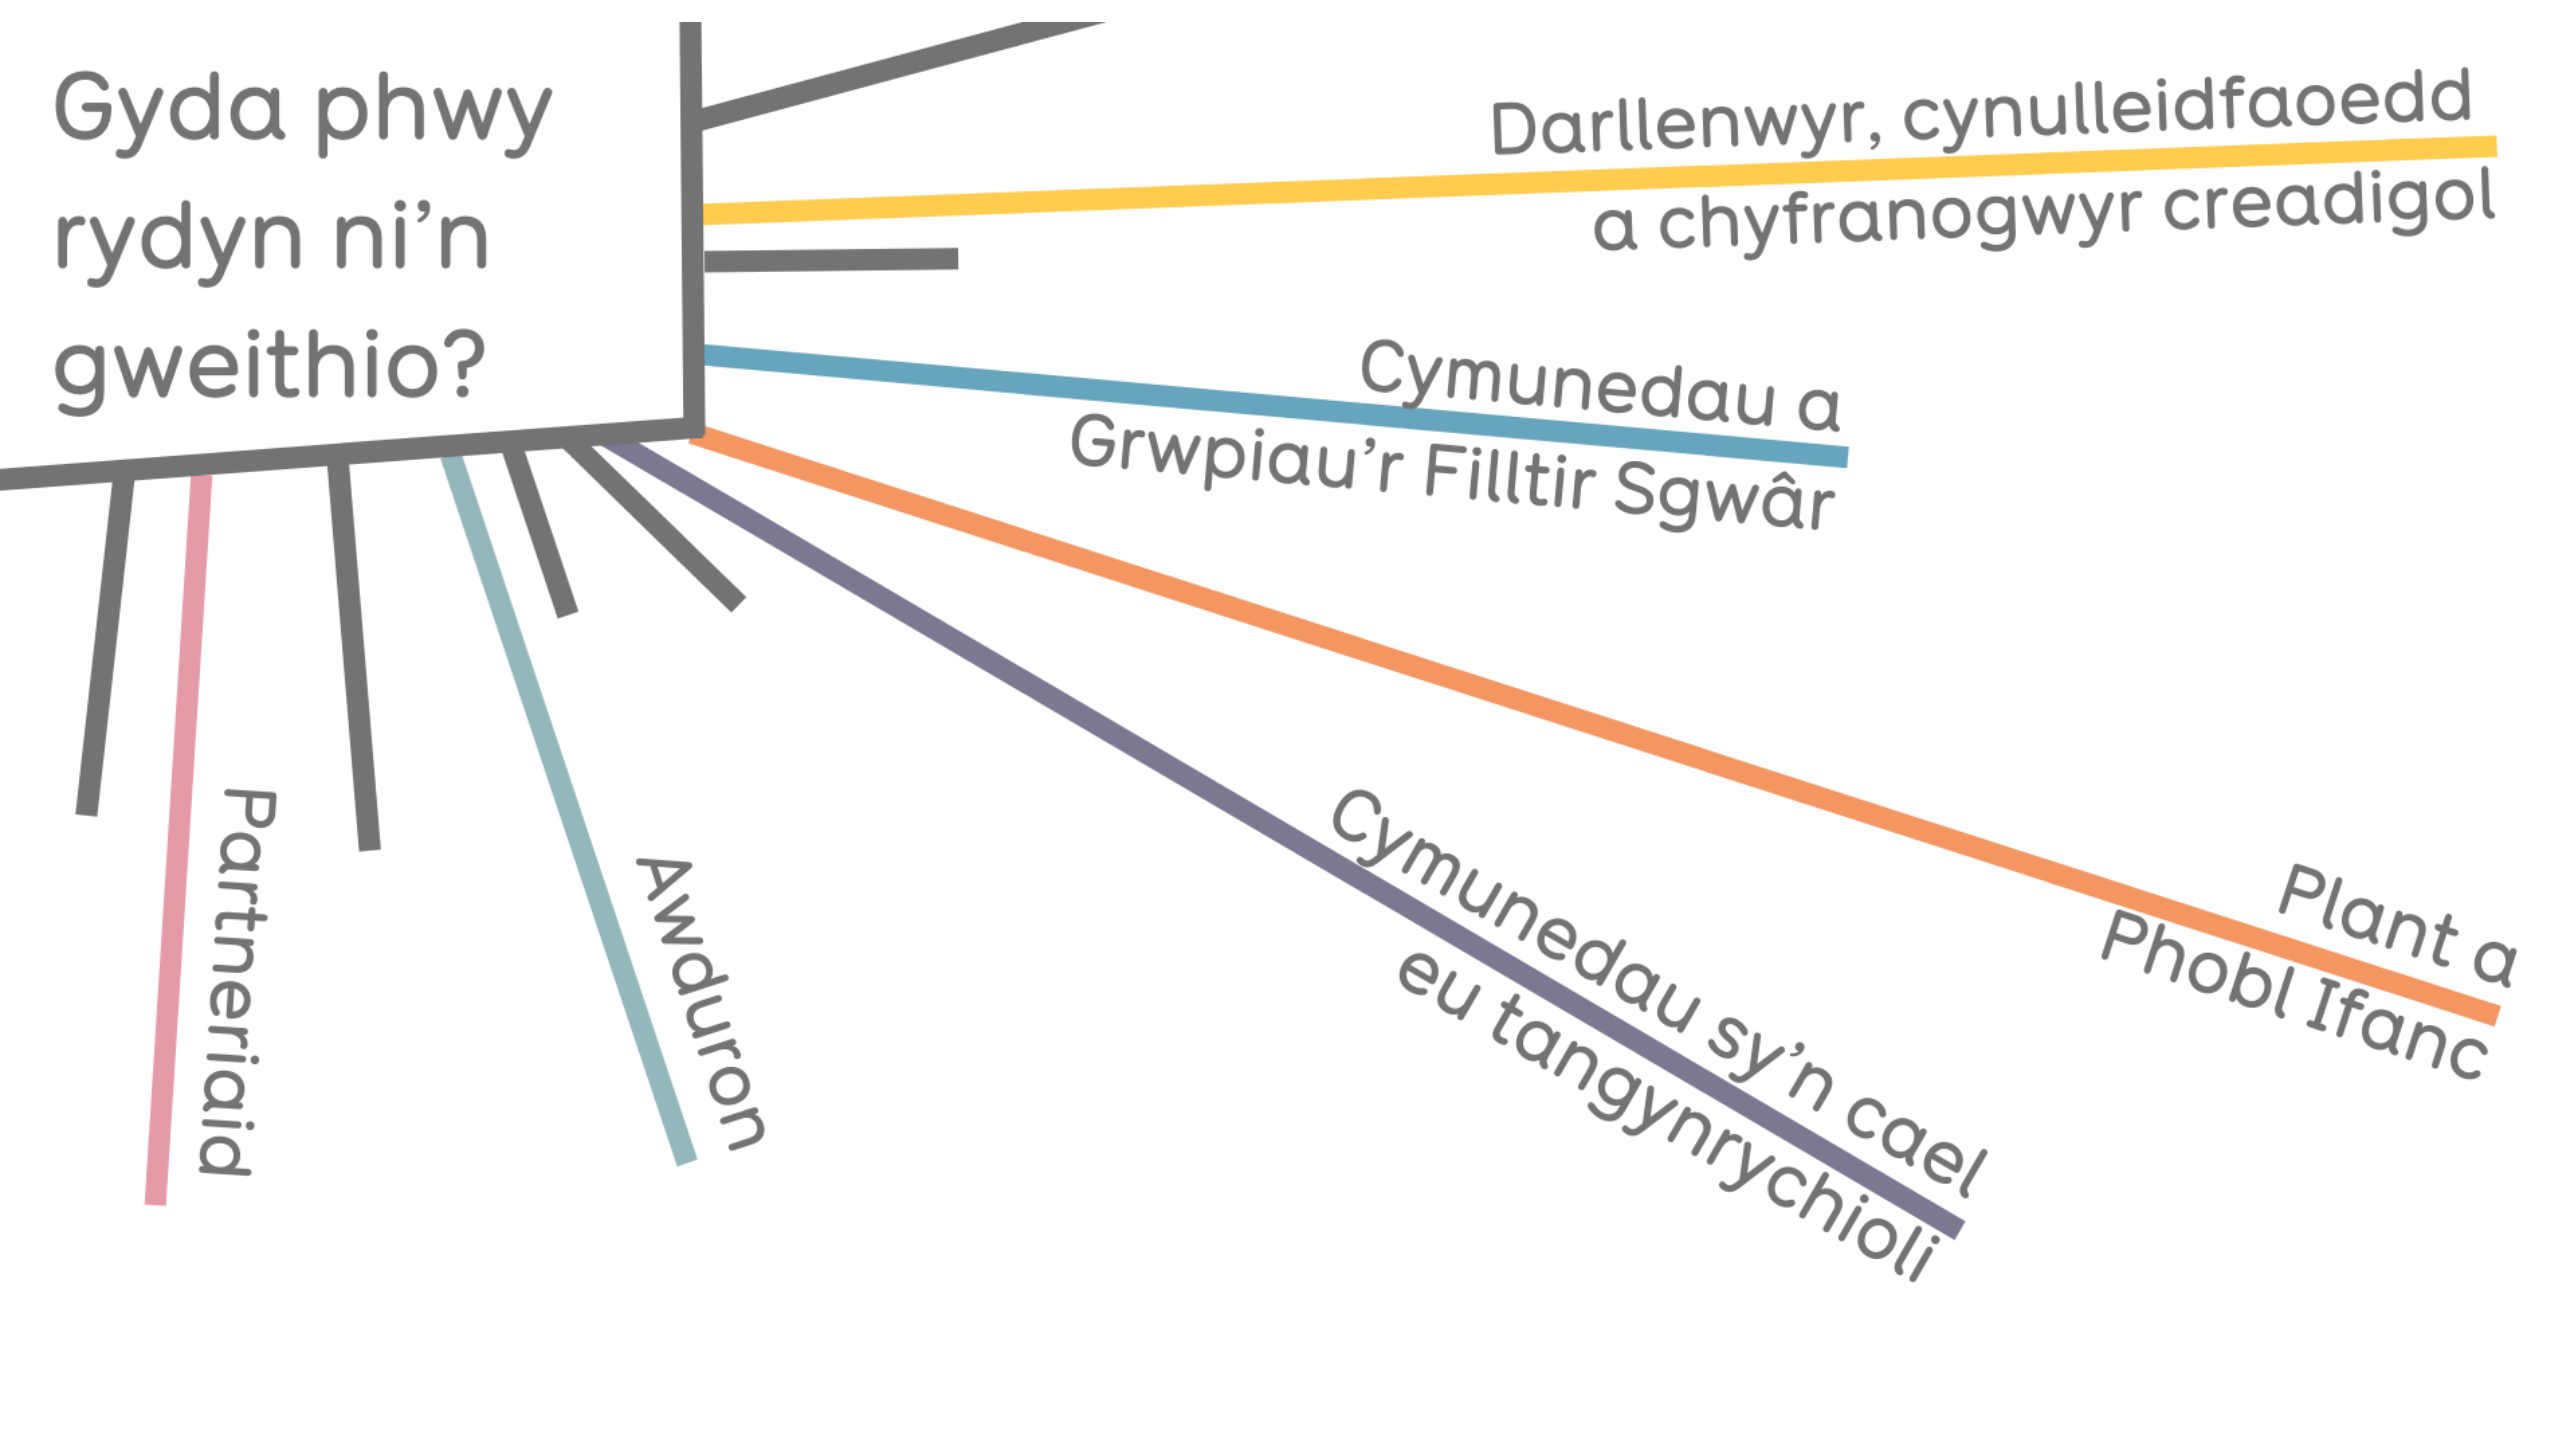 Gyda phwy
rydyn ni’n
gweithio?
Darllenwyr, cynulleidfaoedd
a chyfranogwyr creadigol
Cymunedau a
Grwpiau’r Filltir Sgwâr
Plant a
Phobl Ifanc
Cymunedau sy’n cael
eu tangynrychioli
Awduron
Partneriaid